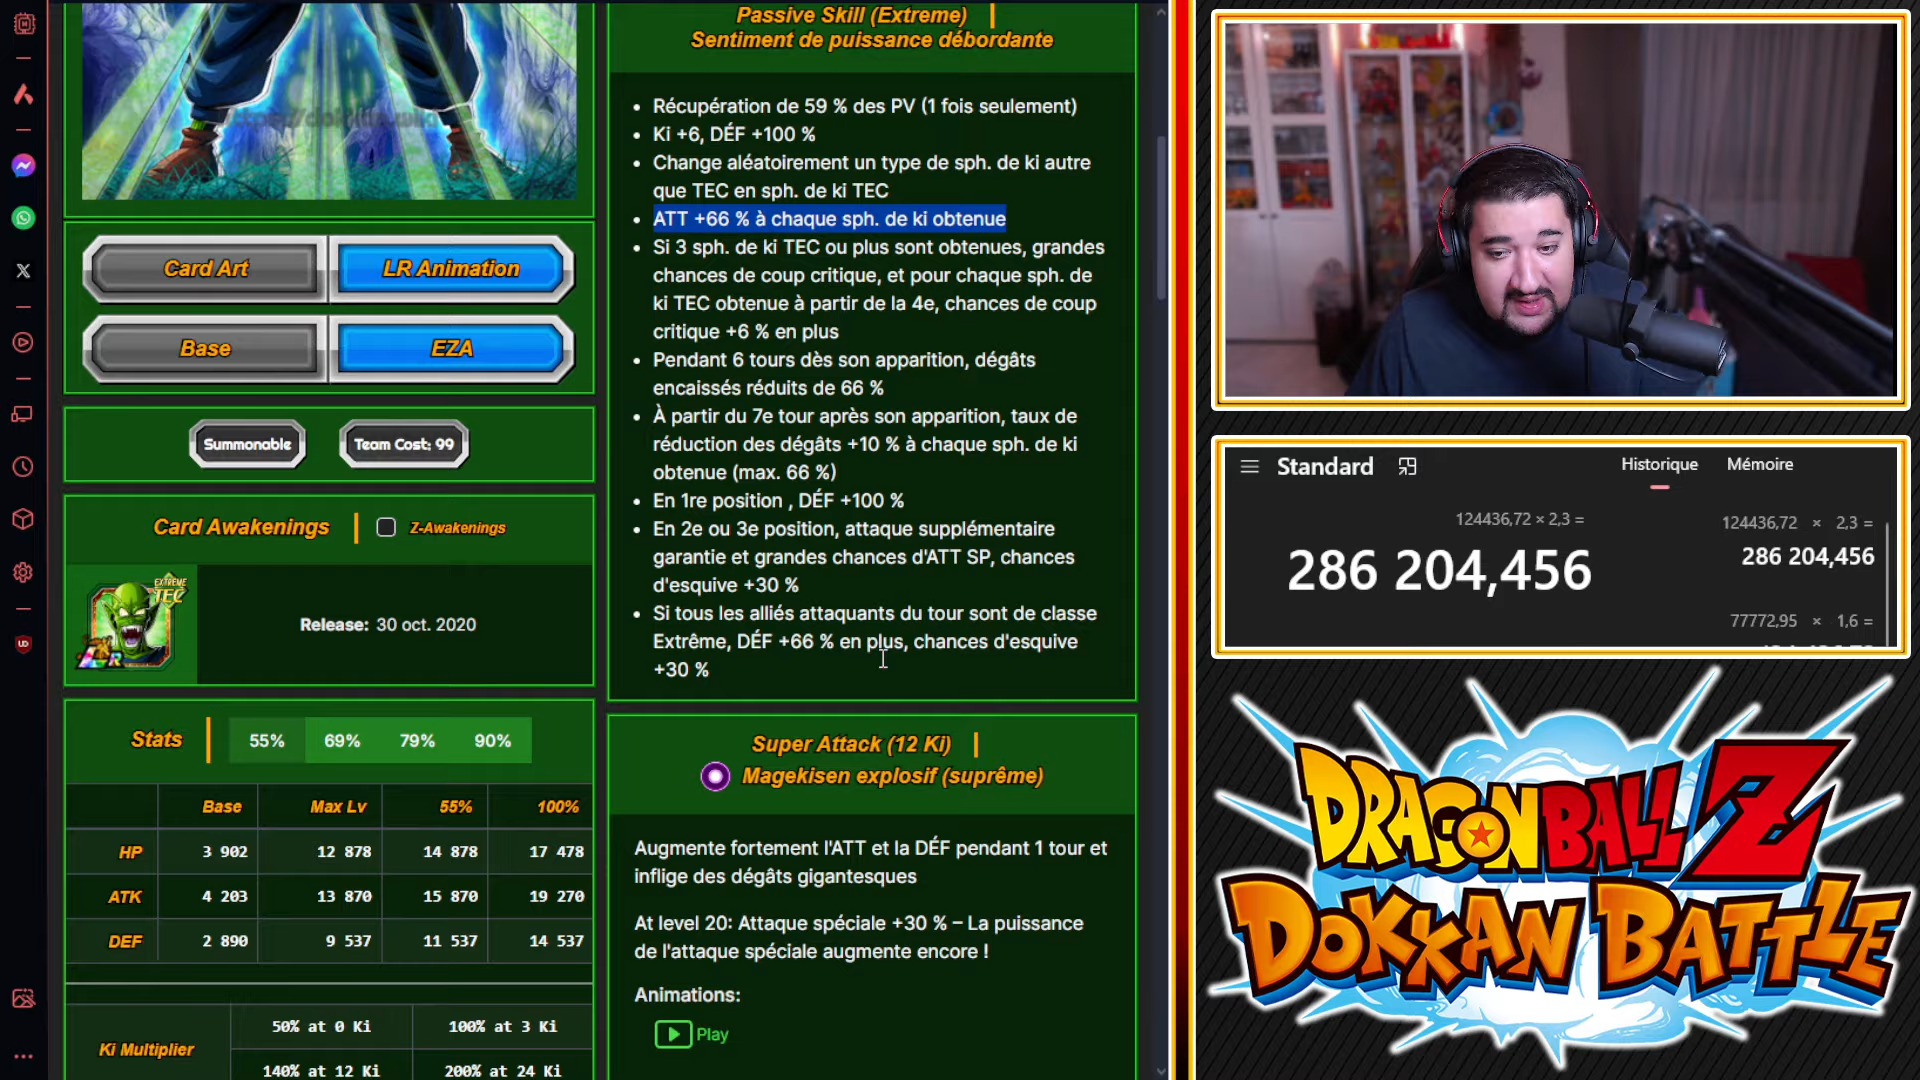 Passive Skill (Extreme)
Sentiment de puissance débordante
Récupération de 59 % des PV (1 fois seulement)
Ki +6, DÉF +100 %
Change aléatoirement un type de sph. de ki autre
que TEC en sph. de ki TEC
ATT +66 % à chaque sph. de ki obtenue
Si 3 sph. de ki TEC ou plus sont obtenues, grandes
chances de coup critique, et pour chaque sph. de
ki TEC obtenue à partir de la 4e, chances de coup
critique +6 % en plus
Pendant 6 tours dès son apparition, dégâts
encaissés réduits de 66 %
À partir du 7e tour après son apparition, taux de
réduction des dégâts +10 % à chaque sph. de ki
obtenue (max. 66 %)
En 1re position , DÉF +100 %
En 2e ou 3e position, attaque supplémentaire
garantie et grandes chances d'ATT SP, chances
d'esquive +30 %
Si tous les alliés attaquants du tour sont de classe
Extrême, DÉF +66 % en plus, chances d'esquive
+30 %
Card Art
LR Animation
Base
EZA
Summonable
Team Cost: 99
Card Awakenings
Z-Awakenings
EXTREME
TEC
LR
Release: 30 oct. 2020
Stats
55% 69% 79% 90%
Base Max Lv 55% 100%
HP 3 902 12 878 14 878 17 478
ATK 4 203 13 870 15 870 19 270
DEF 2 890 9 537 11 537 14 537
Ki Multiplier
50% at 0 Ki 100% at 3 Ki
140% at 12 Ki 200% at 24 Ki
Super Attack (12 Ki)
Magekisen explosif (suprême)
Augmente fortement l'ATT et la DÉF pendant 1 tour et
inflige des dégâts gigantesques
At level 20: Attaque spéciale +30 % – La puissance
de l'attaque spéciale augmente encore !
Animations:
Play
Standard
Historique Mémoire
124436,72 × 2,3 =
286 204,456
124436,72 × 2,3 =
286 204,456
77772,95 × 1,6 =
DRAGON BALL Z
DOKKAN BATTLE
UD